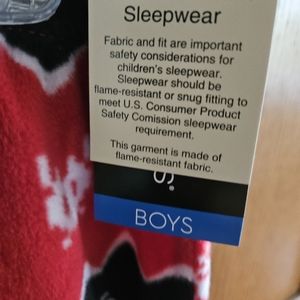 Sleepwear
Fabric and fit are important
safety considerations for
children's sleepwear.
Sleepwear should be
flame-resistant or snug fitting to
meet U.S. Consumer Product
Safety Comission sleepwear
requirement.
This garment is made of
flame-resistant fabric.
S.
BOYS